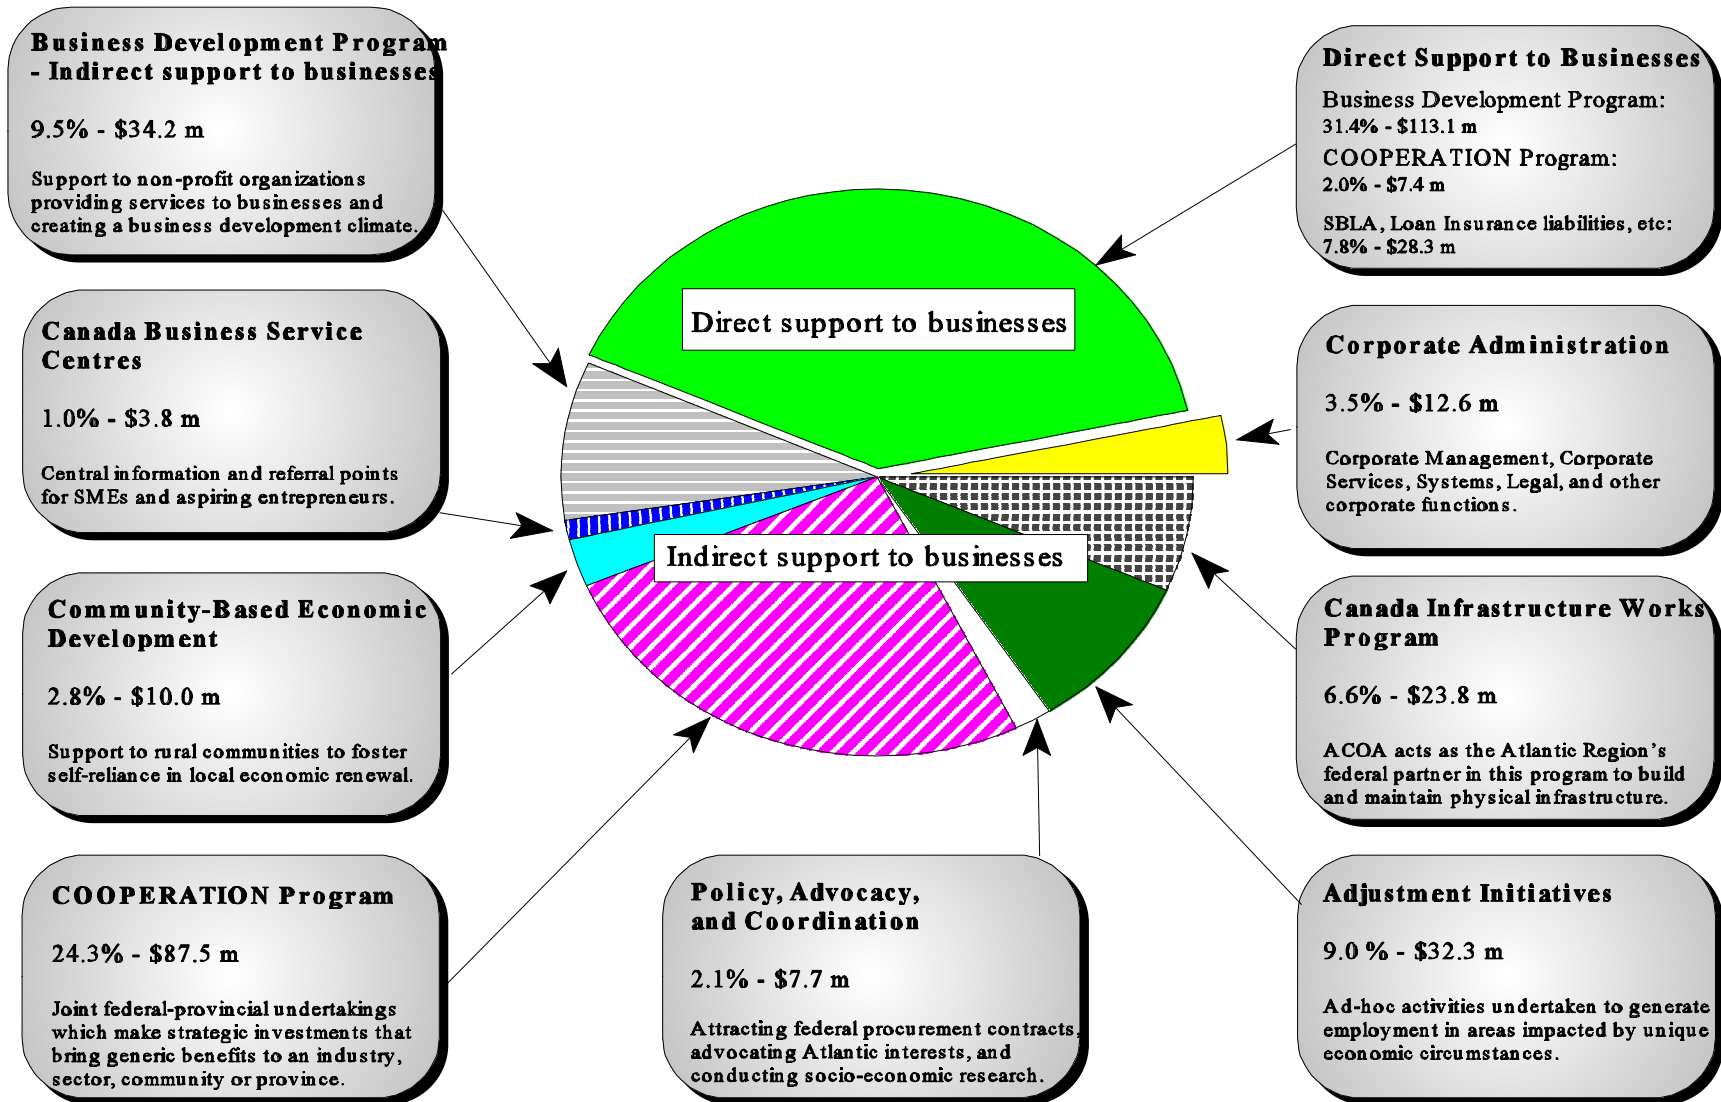 Business Development Program
- Indirect support to businesses
9.5% - $34.2 m
Support to non-profit organizations
providing services to businesses and
creating a business development climate.
Canada Business Service
Centres
1.0% - $3.8 m
Central information and referral points
for SMEs and aspiring entrepreneurs.
Community-Based Economic
Development
2.8% - $10.0 m
Support to rural communities to foster
self-reliance in local economic renewal.
COOPERATION Program
24.3% - $87.5 m
Joint federal-provincial undertakings
which make strategic investments that
bring generic benefits to an industry,
sector, community or province.
Direct support to businesses
Indirect support to businesses
Policy, Advocacy,
and Coordination
2.1% - $7.7 m
Attracting federal procurement contracts,
advocating Atlantic interests, and
conducting socio-economic research.
Direct Support to Businesses
Business Development Program:
31.4% - $113.1 m
COOPERATION Program:
2.0% - $7.4 m
SBLA, Loan Insurance liabilities, etc:
7.8% - $28.3 m
Corporate Administration
3.5% - $12.6 m
Corporate Management, Corporate
Services, Systems, Legal, and other
corporate functions.
Canada Infrastructure Works
Program
6.6% - $23.8 m
ACOA acts as the Atlantic Region's
federal partner in this program to build
and maintain physical infrastructure.
Adjustment Initiatives
9.0 % - $32.3 m
Ad-hoc activities undertaken to generate
employment in areas impacted by unique
economic circumstances.